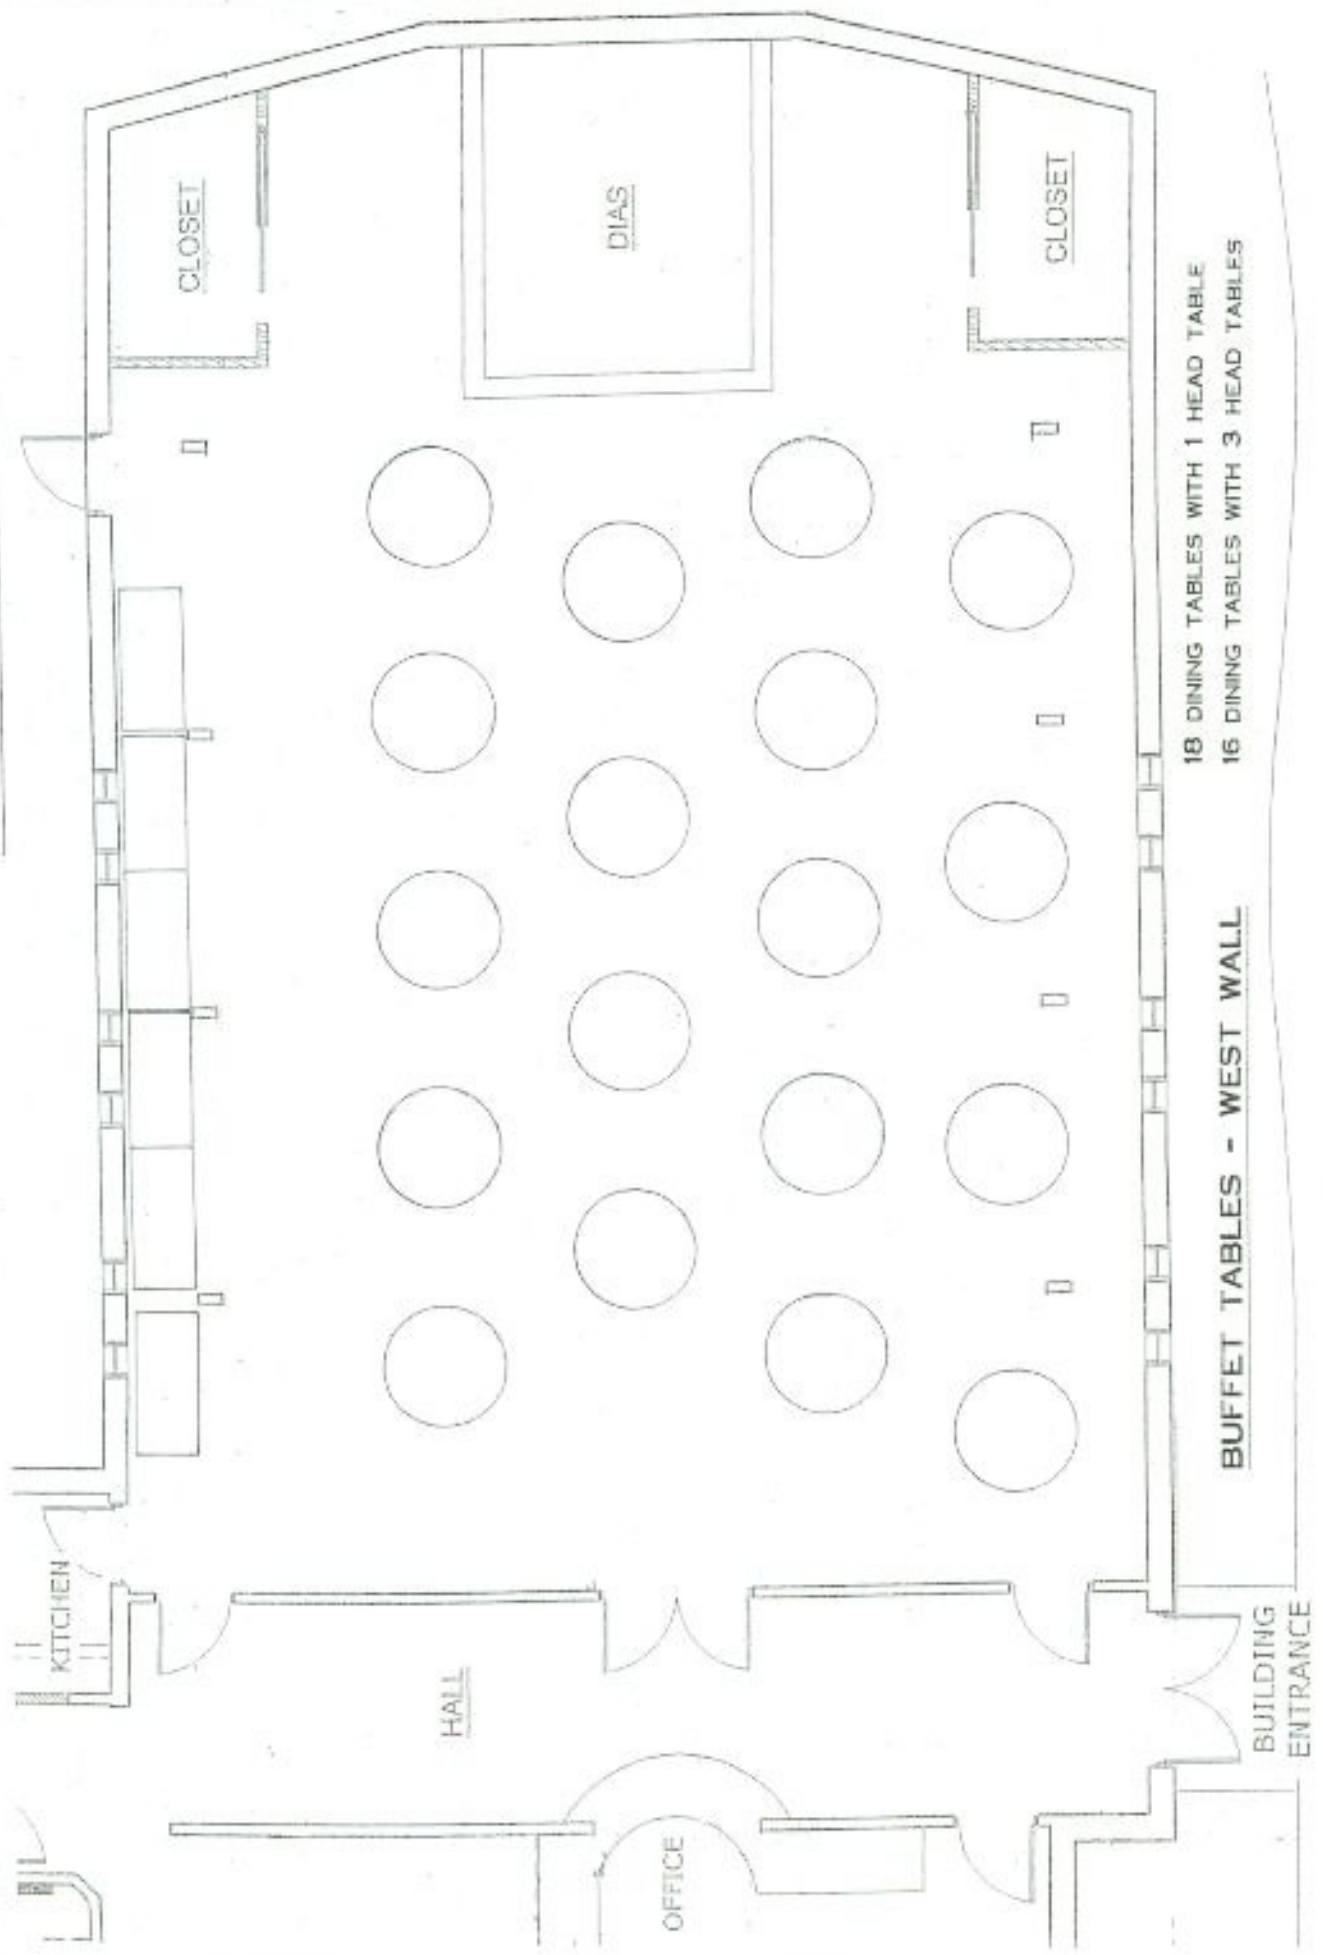 CLOSET
DIAS
CLOSET
18 DINING TABLES WITH 1 HEAD TABLE
16 DINING TABLES WITH 3 HEAD TABLES
BUFFET TABLES - WEST WALL
KITCHEN
HALL
OFFICE
BUILDING
ENTRANCE